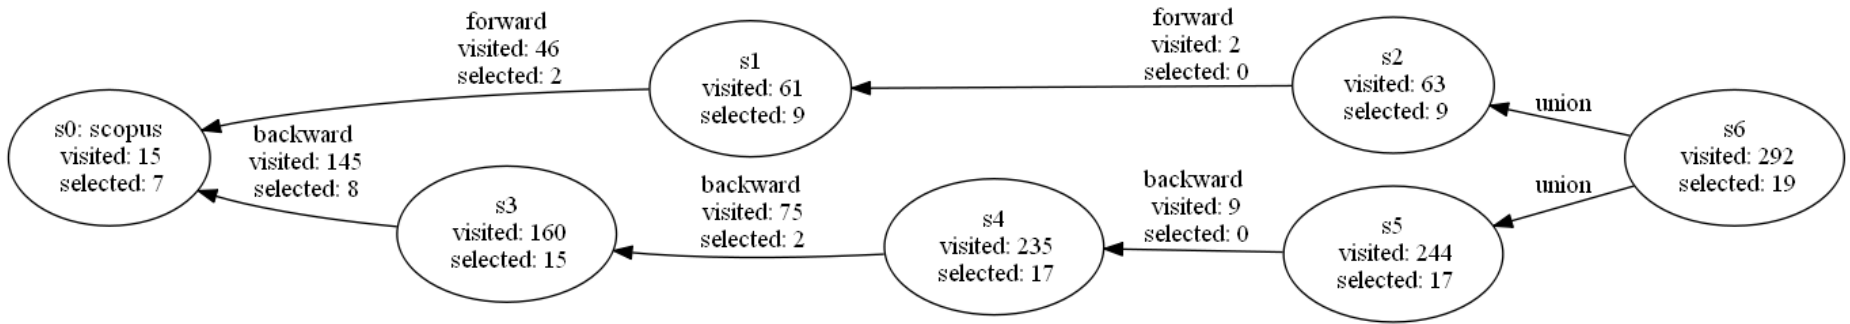 s0: scopus
visited: 15
selected: 7
forward
visited: 46
selected: 2
s1
visited: 61
selected: 9
forward
visited: 2
selected: 0
s2
visited: 63
selected: 9
backward
visited: 145
selected: 8
s3
visited: 160
selected: 15
backward
visited: 75
selected: 2
s4
visited: 235
selected: 17
backward
visited: 9
selected: 0
s5
visited: 244
selected: 17
union
union
s6
visited: 292
selected: 19